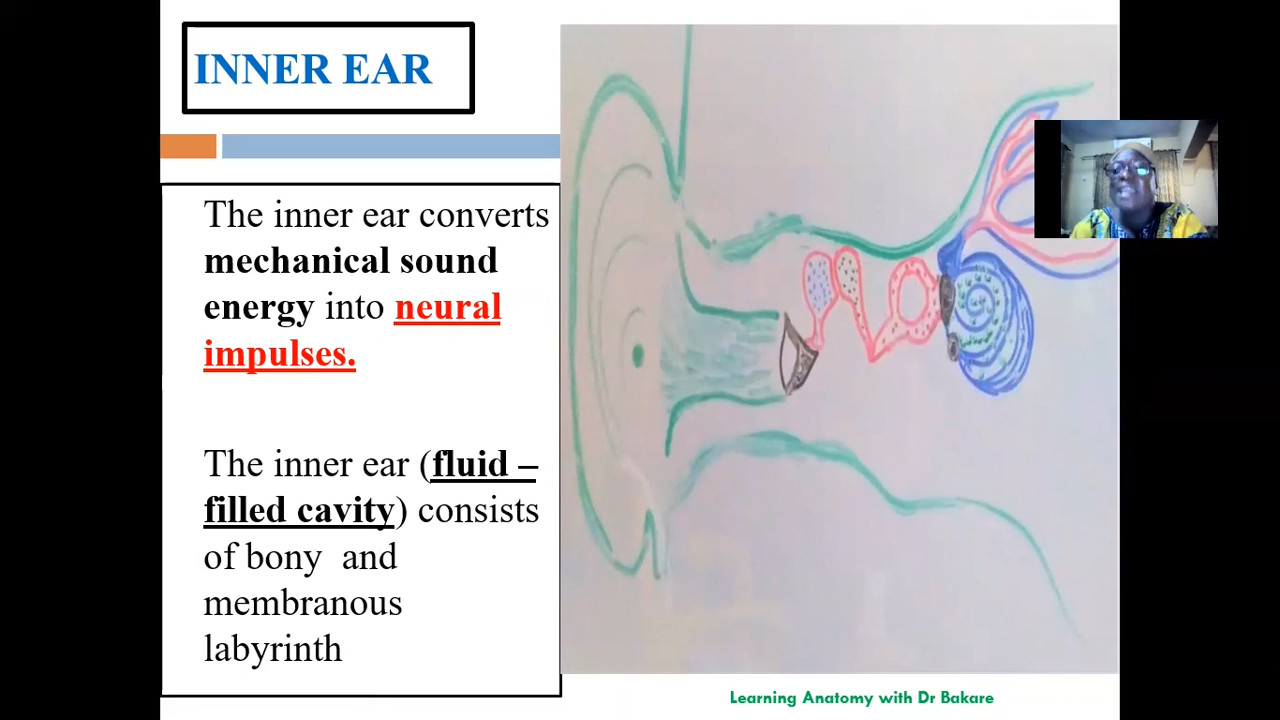 INNER EAR
The inner ear converts
mechanical sound
energy into neural
impulses.
The inner ear (fluid –
filled cavity) consists
of bony and
membranous
labyrinth
Learning Anatomy with Dr Bakare